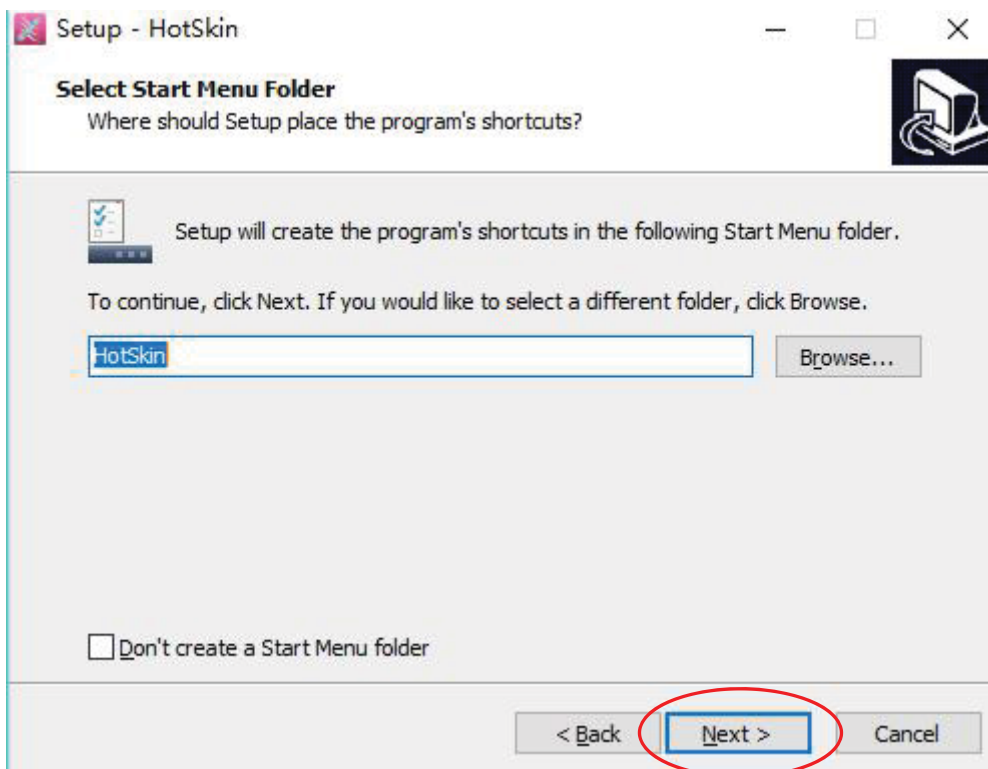 Setup - HotSkin
Select Start Menu Folder
Where should Setup place the program's shortcuts?
Setup will create the program's shortcuts in the following Start Menu folder.
To continue, click Next. If you would like to select a different folder, click Browse.
HotSkin
Browse...
Don't create a Start Menu folder
< Back
Next >
Cancel